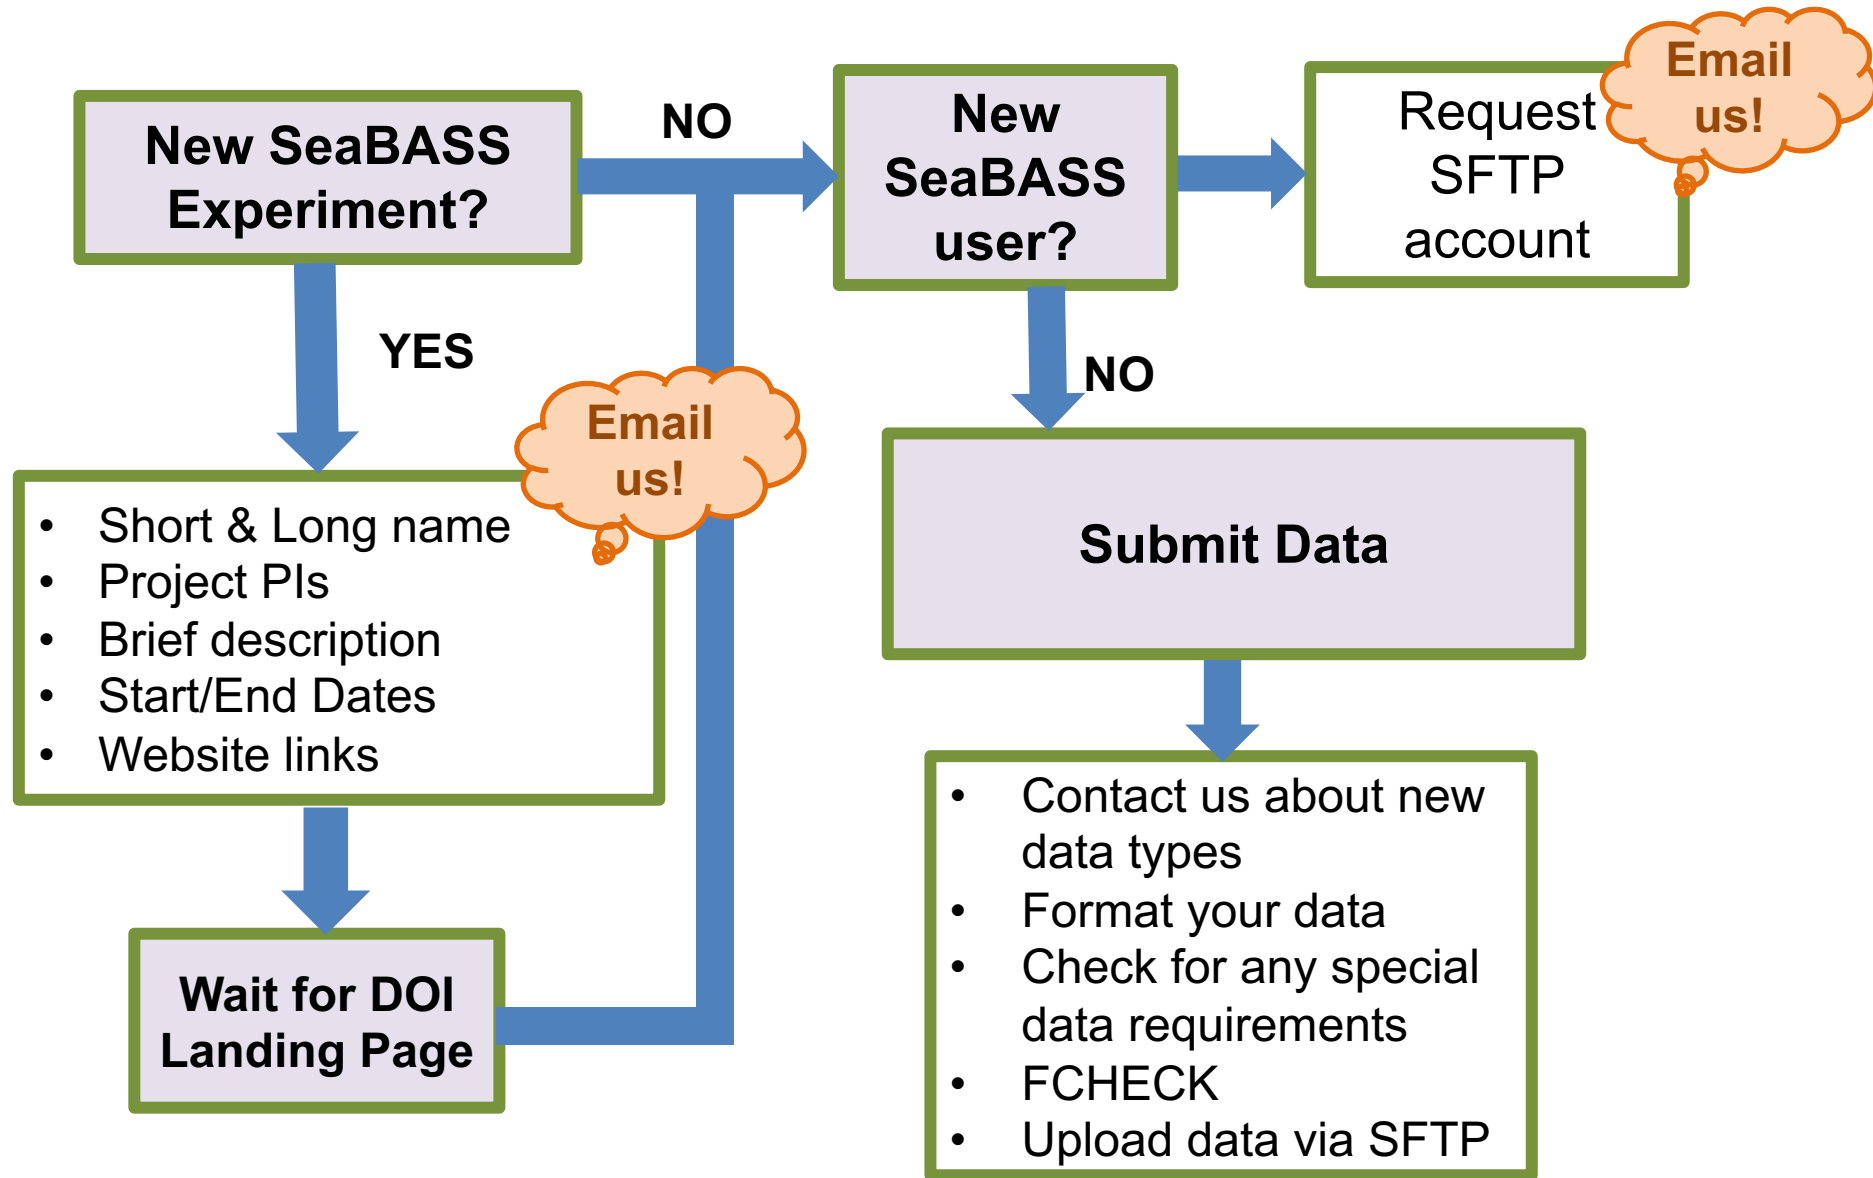 New SeaBASS
Experiment?
NO
New
SeaBASS
user?
Request
SFTP
account
Email
us!
YES
NO
Email
us!
• Short & Long name
• Project PIs
• Brief description
• Start/End Dates
• Website links
Wait for DOI
Landing Page
Submit Data
• Contact us about new
data types
• Format your data
• Check for any special
data requirements
• FCHECK
• Upload data via SFTP